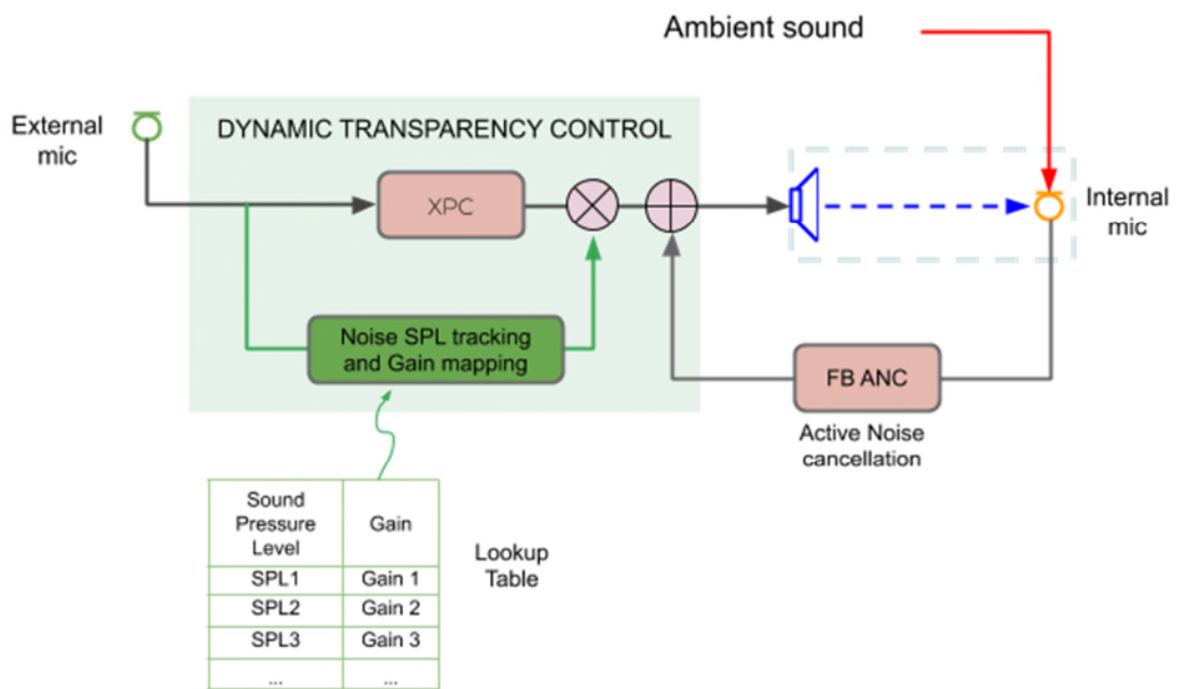 Ambient sound
External
mic
DYNAMIC TRANSPARENCY CONTROL
XPC
Internal
mic
Noise SPL tracking
and Gain mapping
FB ANC
Active Noise
cancellation
Sound
Pressure
Level
Gain
Lookup
Table
SPL1 Gain 1
SPL2 Gain 2
SPL3 Gain 3
... ...